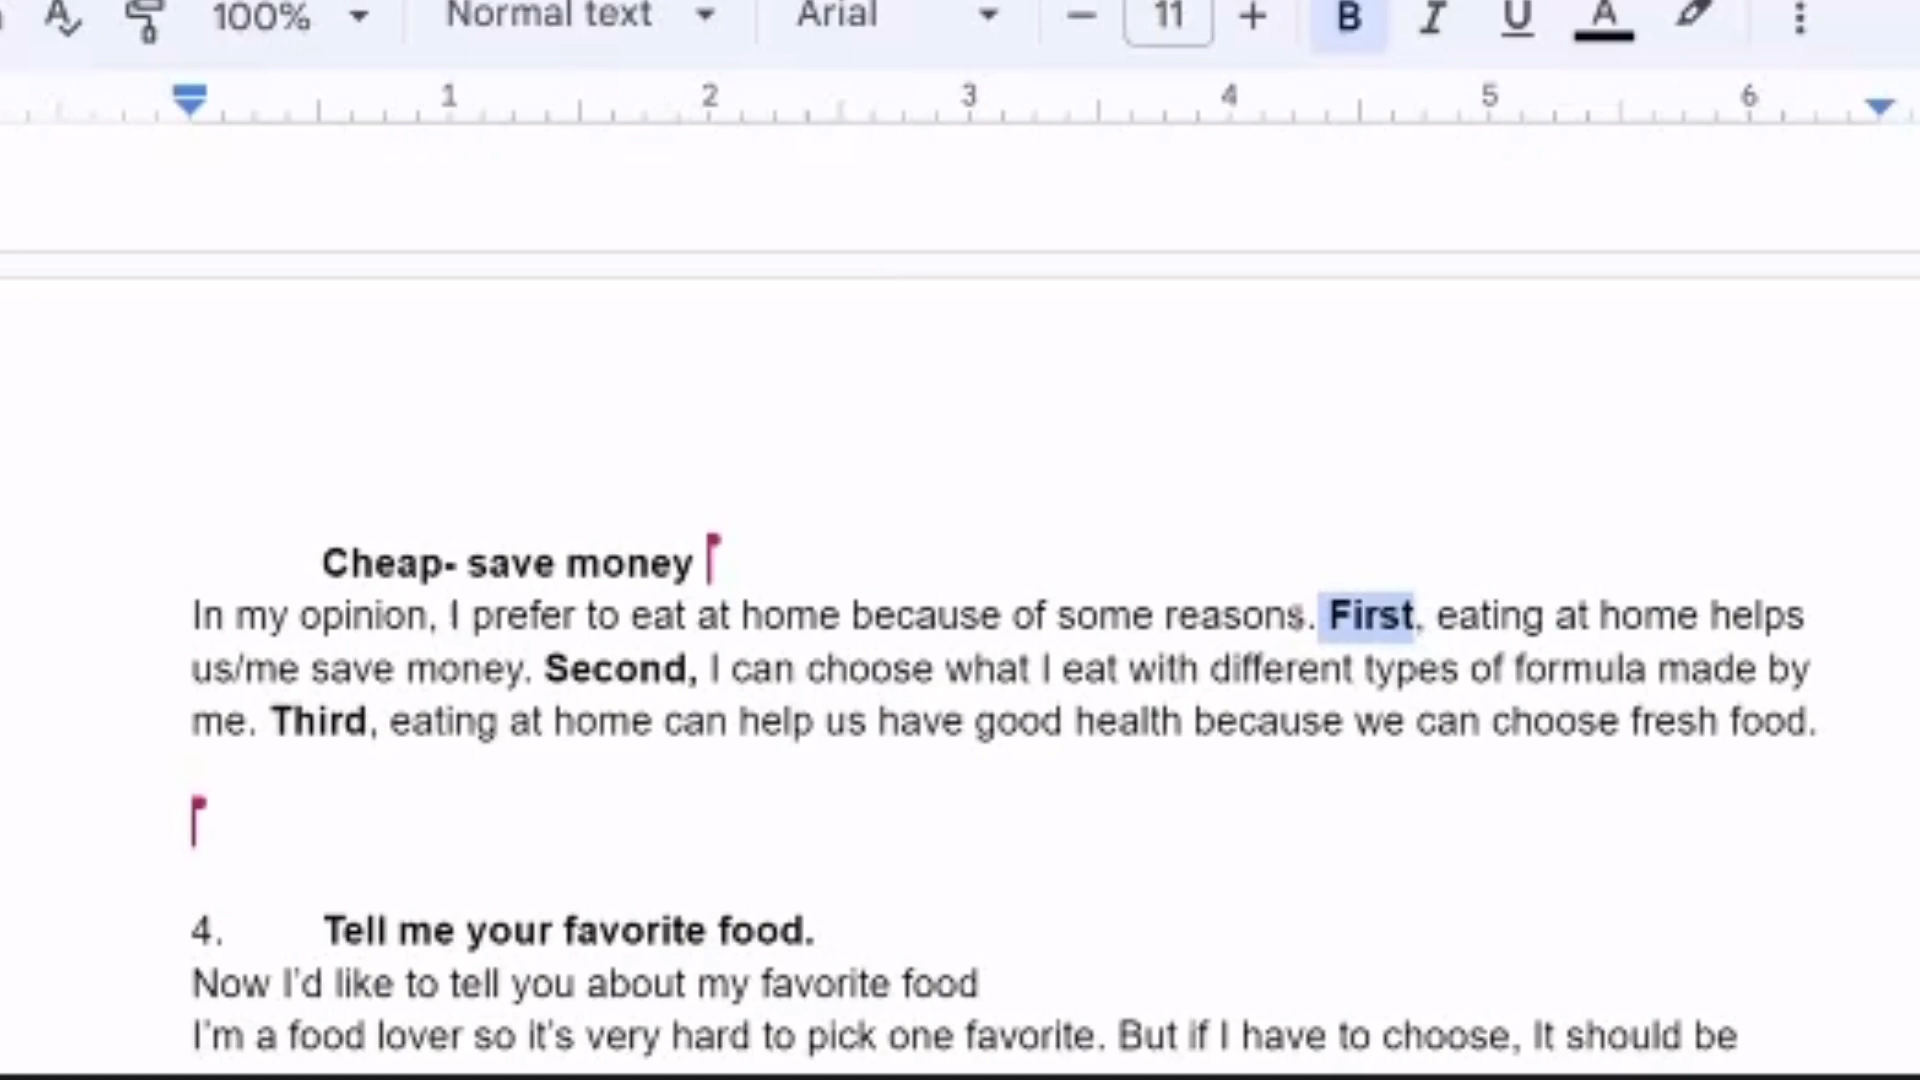 100% Normal text Arial 11 B I U A
1 2 3 4 5 6
Cheap- save money
In my opinion, I prefer to eat at home because of some reasons. First, eating at home helps
us/me save money. Second, I can choose what I eat with different types of formula made by
me. Third, eating at home can help us have good health because we can choose fresh food.
4. Tell me your favorite food.
Now I'd like to tell you about my favorite food
I'm a food lover so it's very hard to pick one favorite. But if I have to choose, It should be